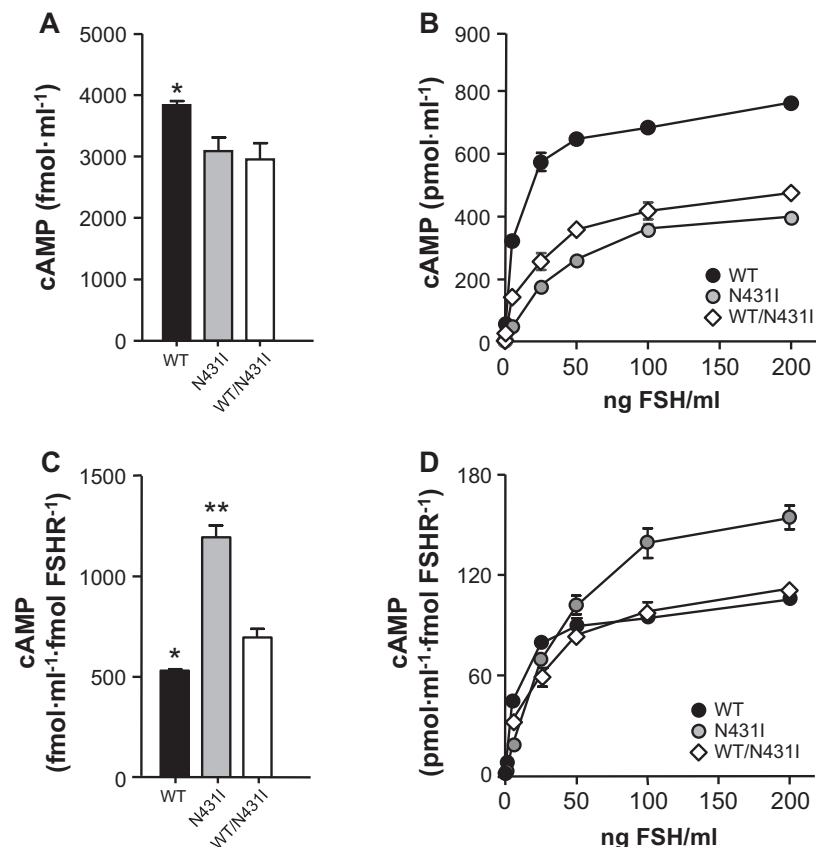 A
cAMP (fmol·ml-1)
5000
4000
3000
2000
1000
0
*
WT
N431I
WT/N431I
B
cAMP (pmol·ml-1)
900
800
600
400
200
0
0
50
100
150
200
ng FSH/ml
WT
N431I
WT/N431I
C
cAMP
(fmol·ml-1·fmol FSHR-1)
1500
1000
500
0
*
**
WT
N431I
WT/N431I
D
cAMP
(pmol·ml-1·fmol FSHR-1)
180
120
60
0
0
50
100
150
200
ng FSH/ml
WT
N431I
WT/N431I